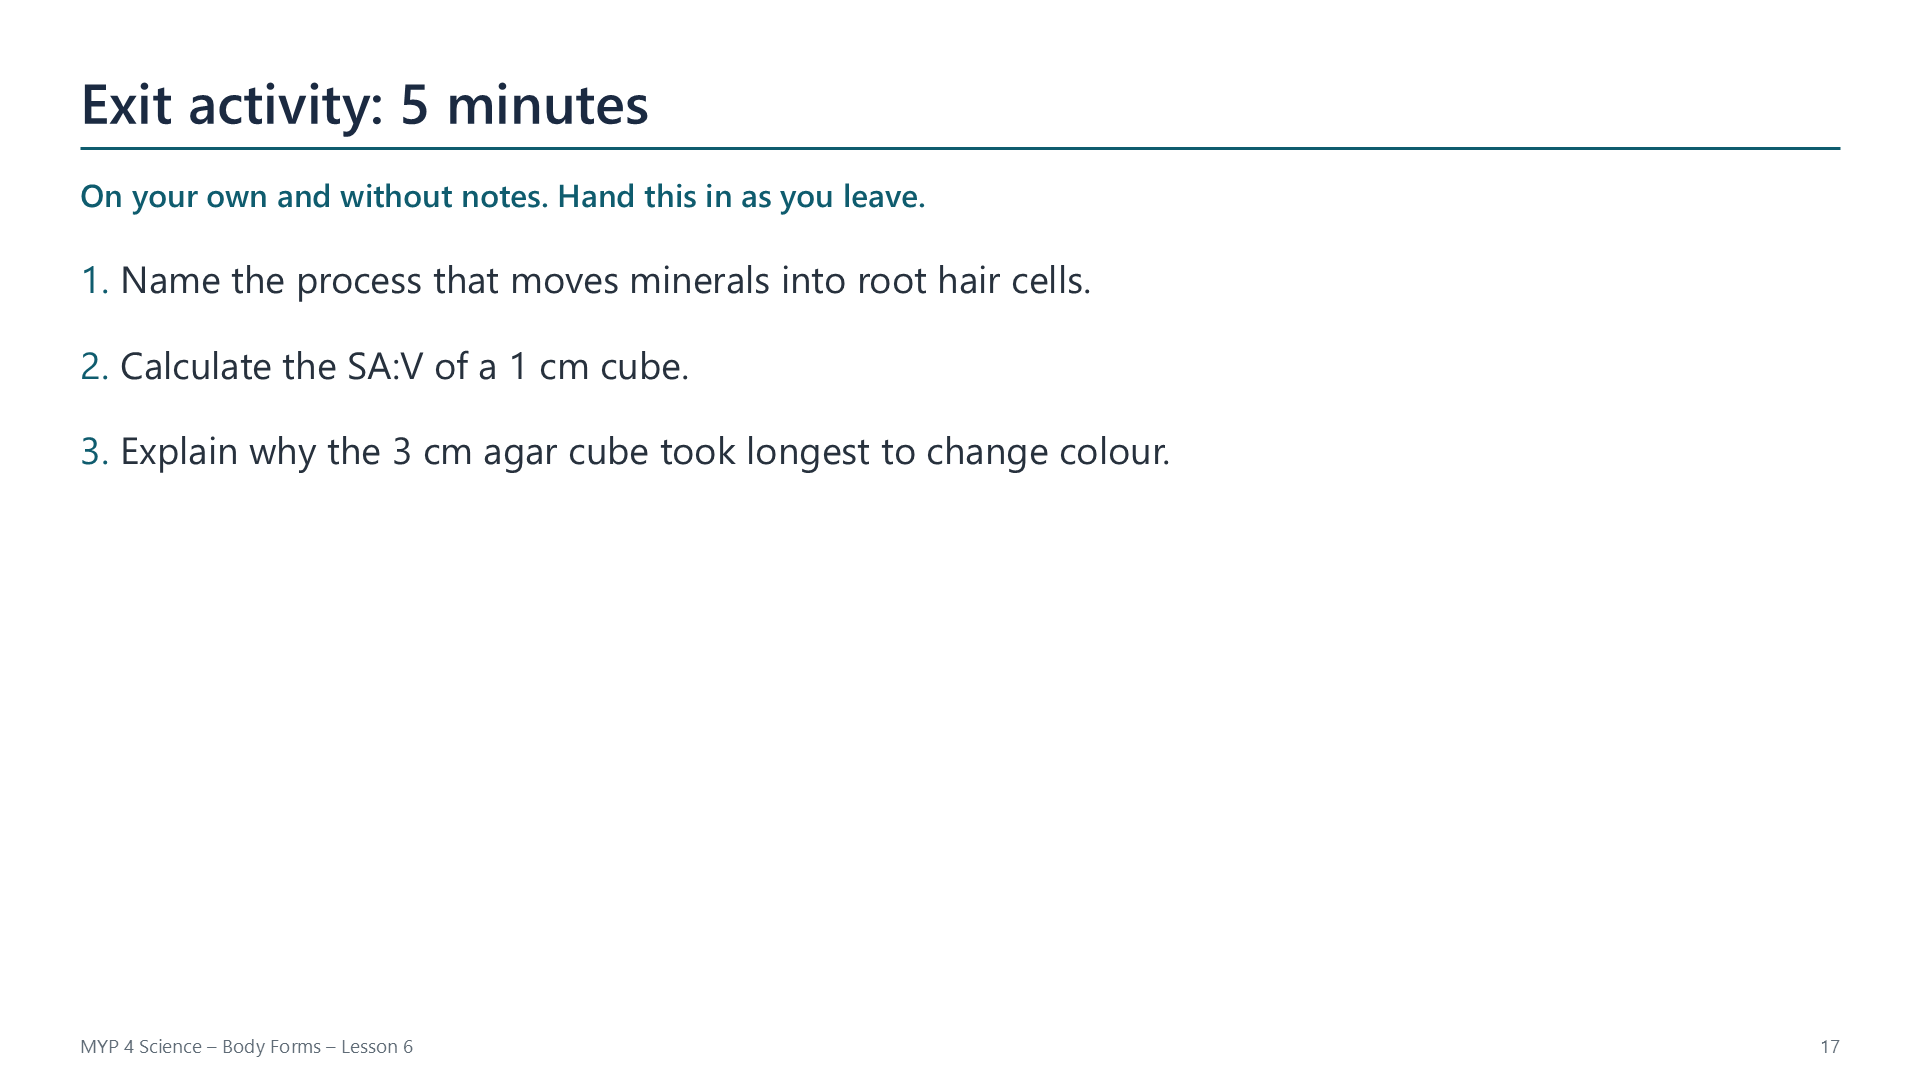 Exit activity: 5 minutes
On your own and without notes. Hand this in as you leave.
1. Name the process that moves minerals into root hair cells.
2. Calculate the SA:V of a 1 cm cube.
3. Explain why the 3 cm agar cube took longest to change colour.
MYP 4 Science – Body Forms – Lesson 6
17